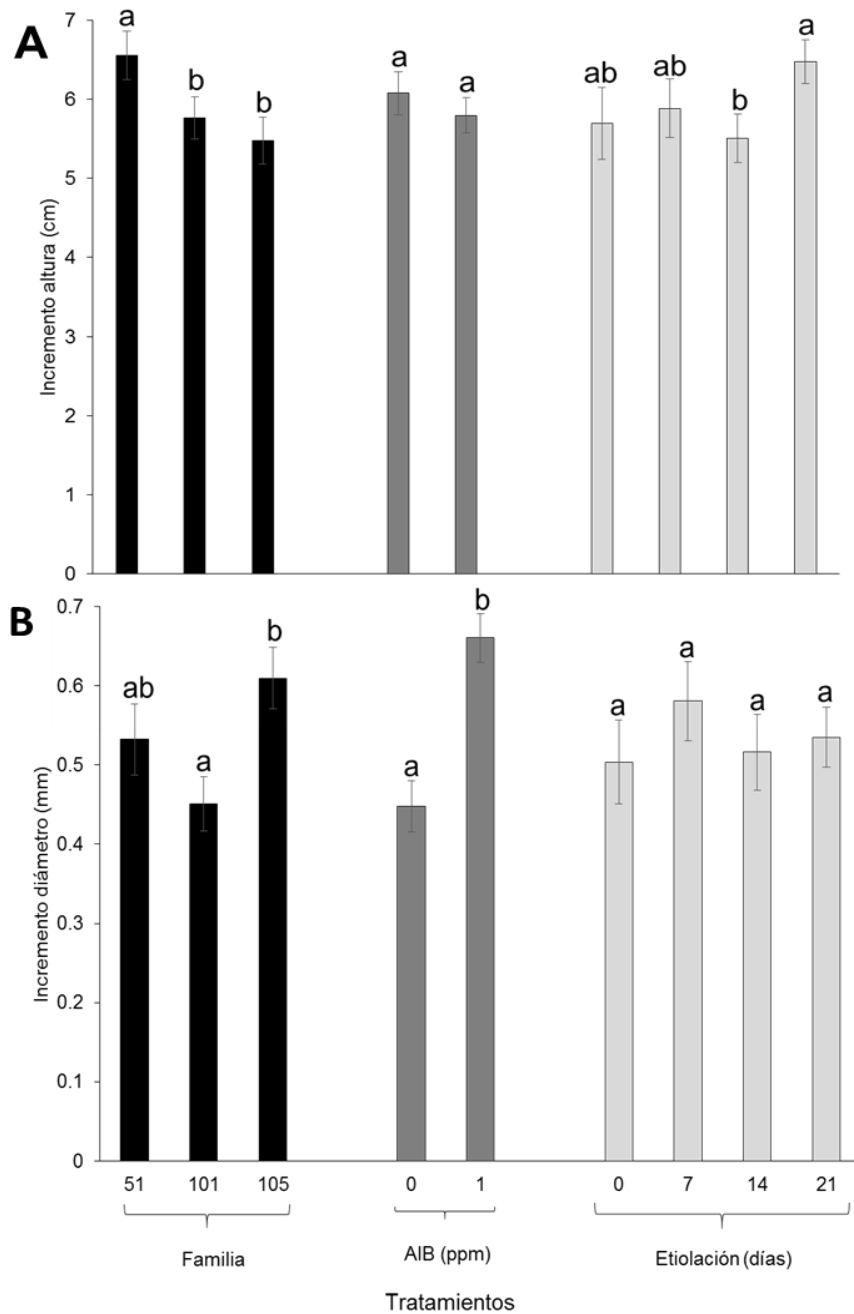 A
Incremento altura (cm)
7
6
5
4
3
2
1
0
a
b
b
a
a
ab
ab
b
a
B
Incremento diámetro (mm)
0.7
0.6
0.5
0.4
0.3
0.2
0.1
0
ab
a
b
a
b
a
a
a
a
51 101 105 0 1 0 7 14 21
Familia AIB (ppm) Etiolación (días)
Tratamientos